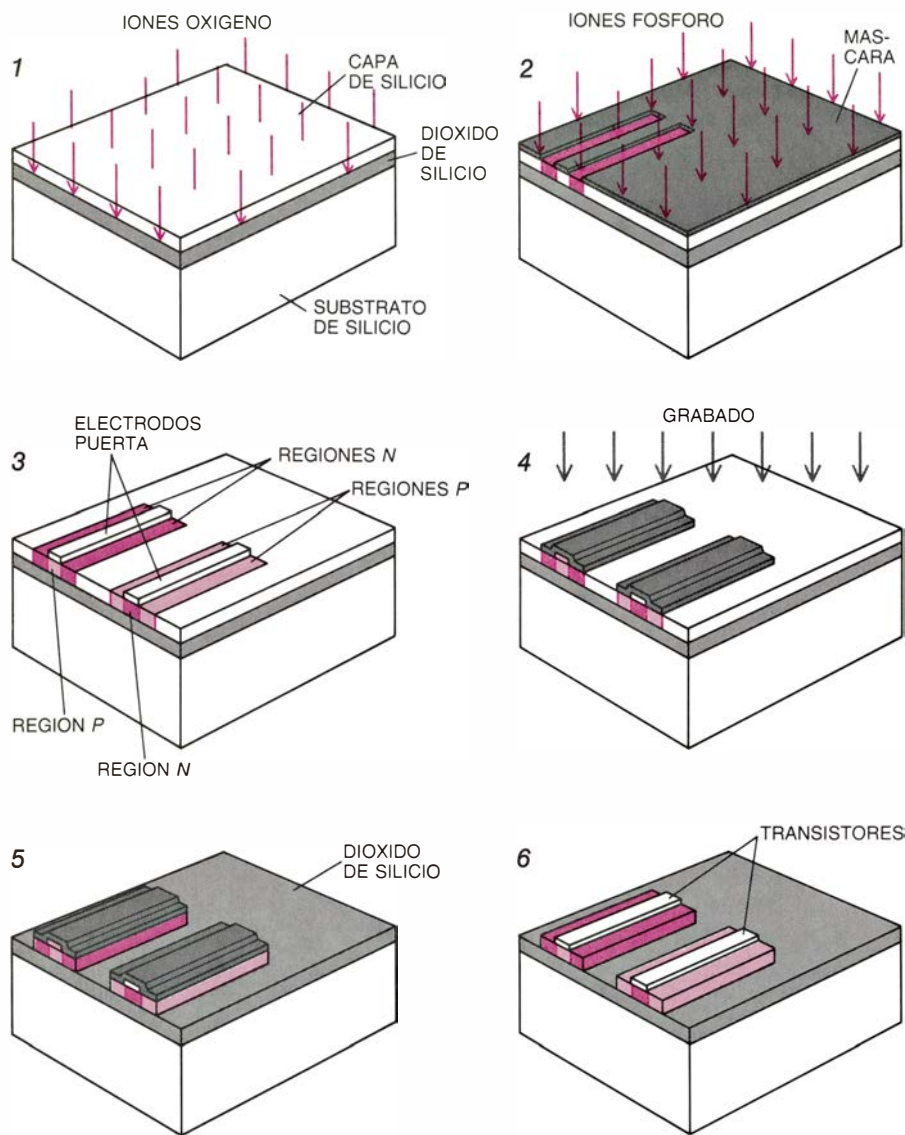 IONES OXIGENO
1
CAPA
DE SILICIO
DIOXIDO
DE
SILICIO
SUBSTRATO
DE SILICIO
IONES FOSFORO
2
MAS-
CARA
3
ELECTRODOS
PUERTA
REGIONES N
REGIONES P
REGION P
REGION N
GRABADO
4
5
DIOXIDO
DE SILICIO
6
TRANSISTORES